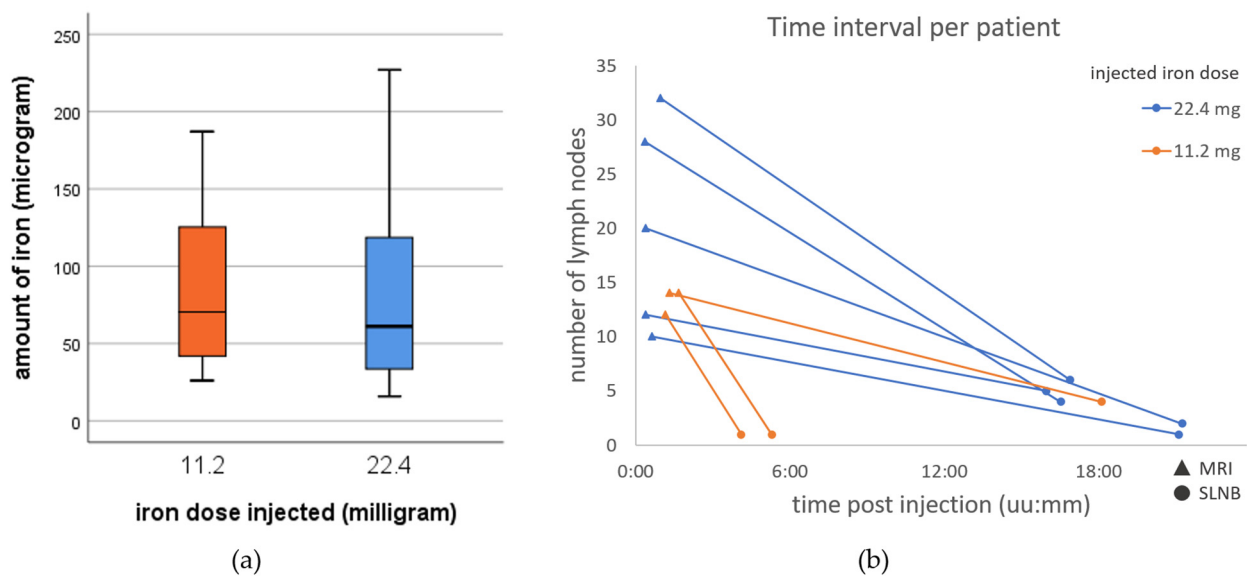 250
200
150
100
50
0
amount of iron (microgram)
11.2
22.4
iron dose injected (milligram)
(a)
Time interval per patient
35
30
25
20
15
10
5
0
number of lymph nodes
injected iron dose
22.4 mg
11.2 mg
0:00
6:00
12:00
18:00
MRI
SLNB
time post injection (uu:mm)
(b)